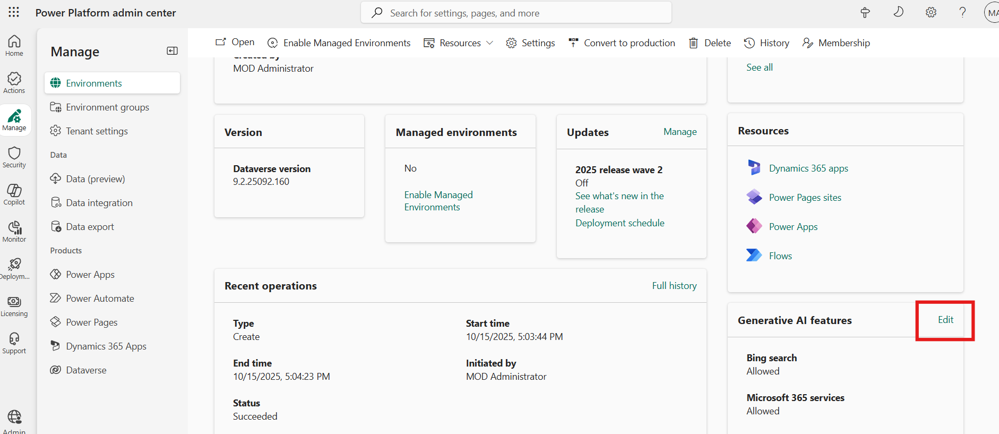 Power Platform admin center
Search for settings, pages, and more
MA
Home
Actions
Manage
Security
Copilot
Monitor
Deploym...
Licensing
Support
Admin
Manage
Environments
Environment groups
Tenant settings
Data
Data (preview)
Data integration
Data export
Products
Power Apps
Power Automate
Power Pages
Dynamics 365 Apps
Dataverse
Open
Enable Managed Environments
Resources
Settings
Convert to production
Delete
History
Membership
Created by
MOD Administrator
See all
Version
Dataverse version
9.2.25092.160
Managed environments
No
Enable Managed
Environments
Updates
Manage
2025 release wave 2
Off
See what's new in the
release
Deployment schedule
Resources
Dynamics 365 apps
Power Pages sites
Power Apps
Flows
Recent operations
Full history
Type
Create
Start time
10/15/2025, 5:03:44 PM
End time
10/15/2025, 5:04:23 PM
Initiated by
MOD Administrator
Status
Succeeded
Generative AI features
Edit
Bing search
Allowed
Microsoft 365 services
Allowed